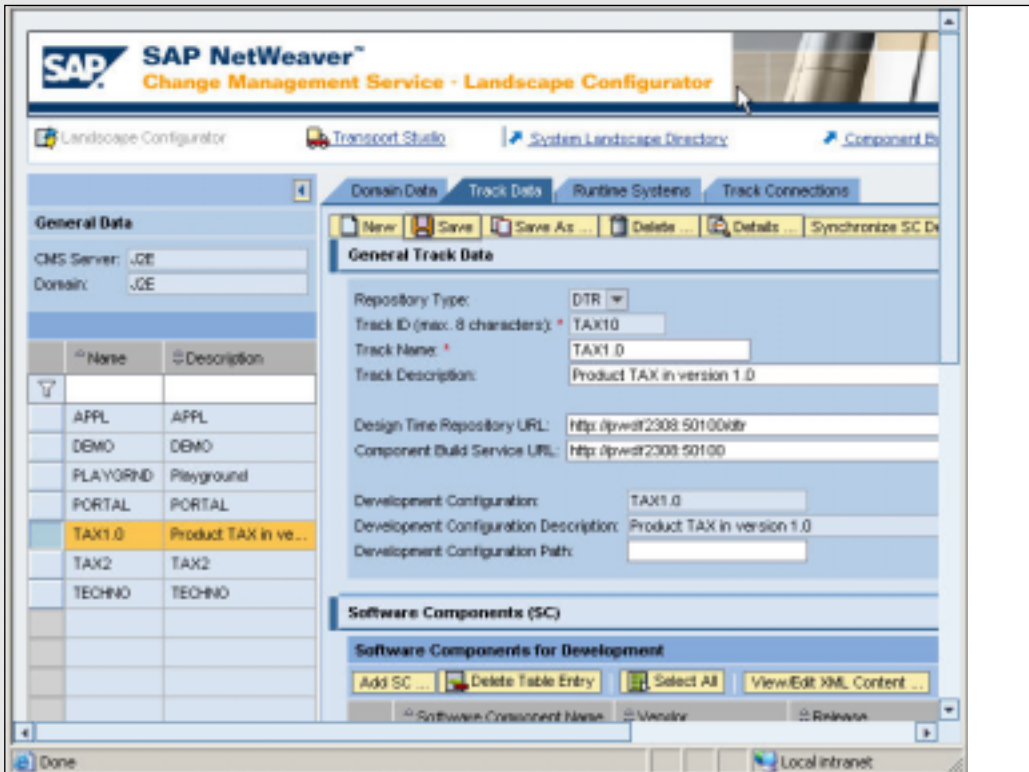 SAP SAP NetWeaver™
Change Management Service - Landscape Configurator
Landscape Configurator Transport Studio System Landscape Directory Component
Domain Data Track Data Runtime Systems Track Connections
New Save Save As ... Delete ... Details ... Synchronize SC
General Data
CMS Server: J2E
Domain: J2E
Name Description
APPL APPL
DEMO DEMO
PLAYGRND Playground
PORTAL PORTAL
TAX1.0 Product TAX in ve...
TAX2 TAX2
TECHNO TECHNO
General Track Data
Repository Type: DTR
Track ID (max. 8 characters): * TAX10
Track Name: * TAX1.0
Track Description: Product TAX in version 1.0
Design Time Repository URL: http://pwdf2308:50100/dtr
Component Build Service URL: http://pwdf2308:50100
Development Configuration: TAX1.0
Development Configuration Description: Product TAX in version 1.0
Development Configuration Path:
Software Components (SC)
Software Components for Development
Add SC ... Delete Table Entry Select All View/Edit XML Content ...
Software Component Name Vendor Release
Done Local intranet